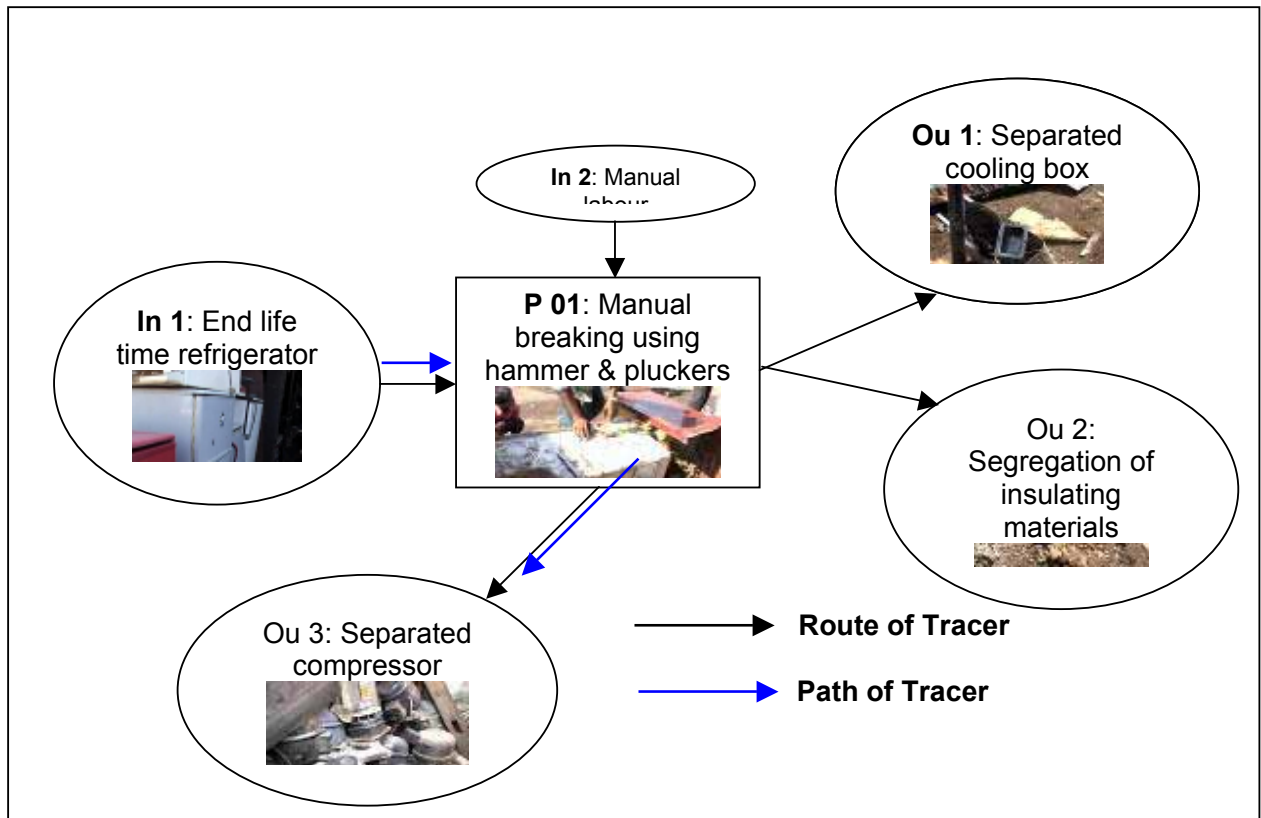 In 2: Manual
labour
Ou 1: Separated
cooling box
In 1: End life
time refrigerator
P 01: Manual
breaking using
hammer & pluckers
Ou 2:
Segregation of
insulating
materials
Ou 3: Separated
compressor
Route of Tracer
Path of Tracer